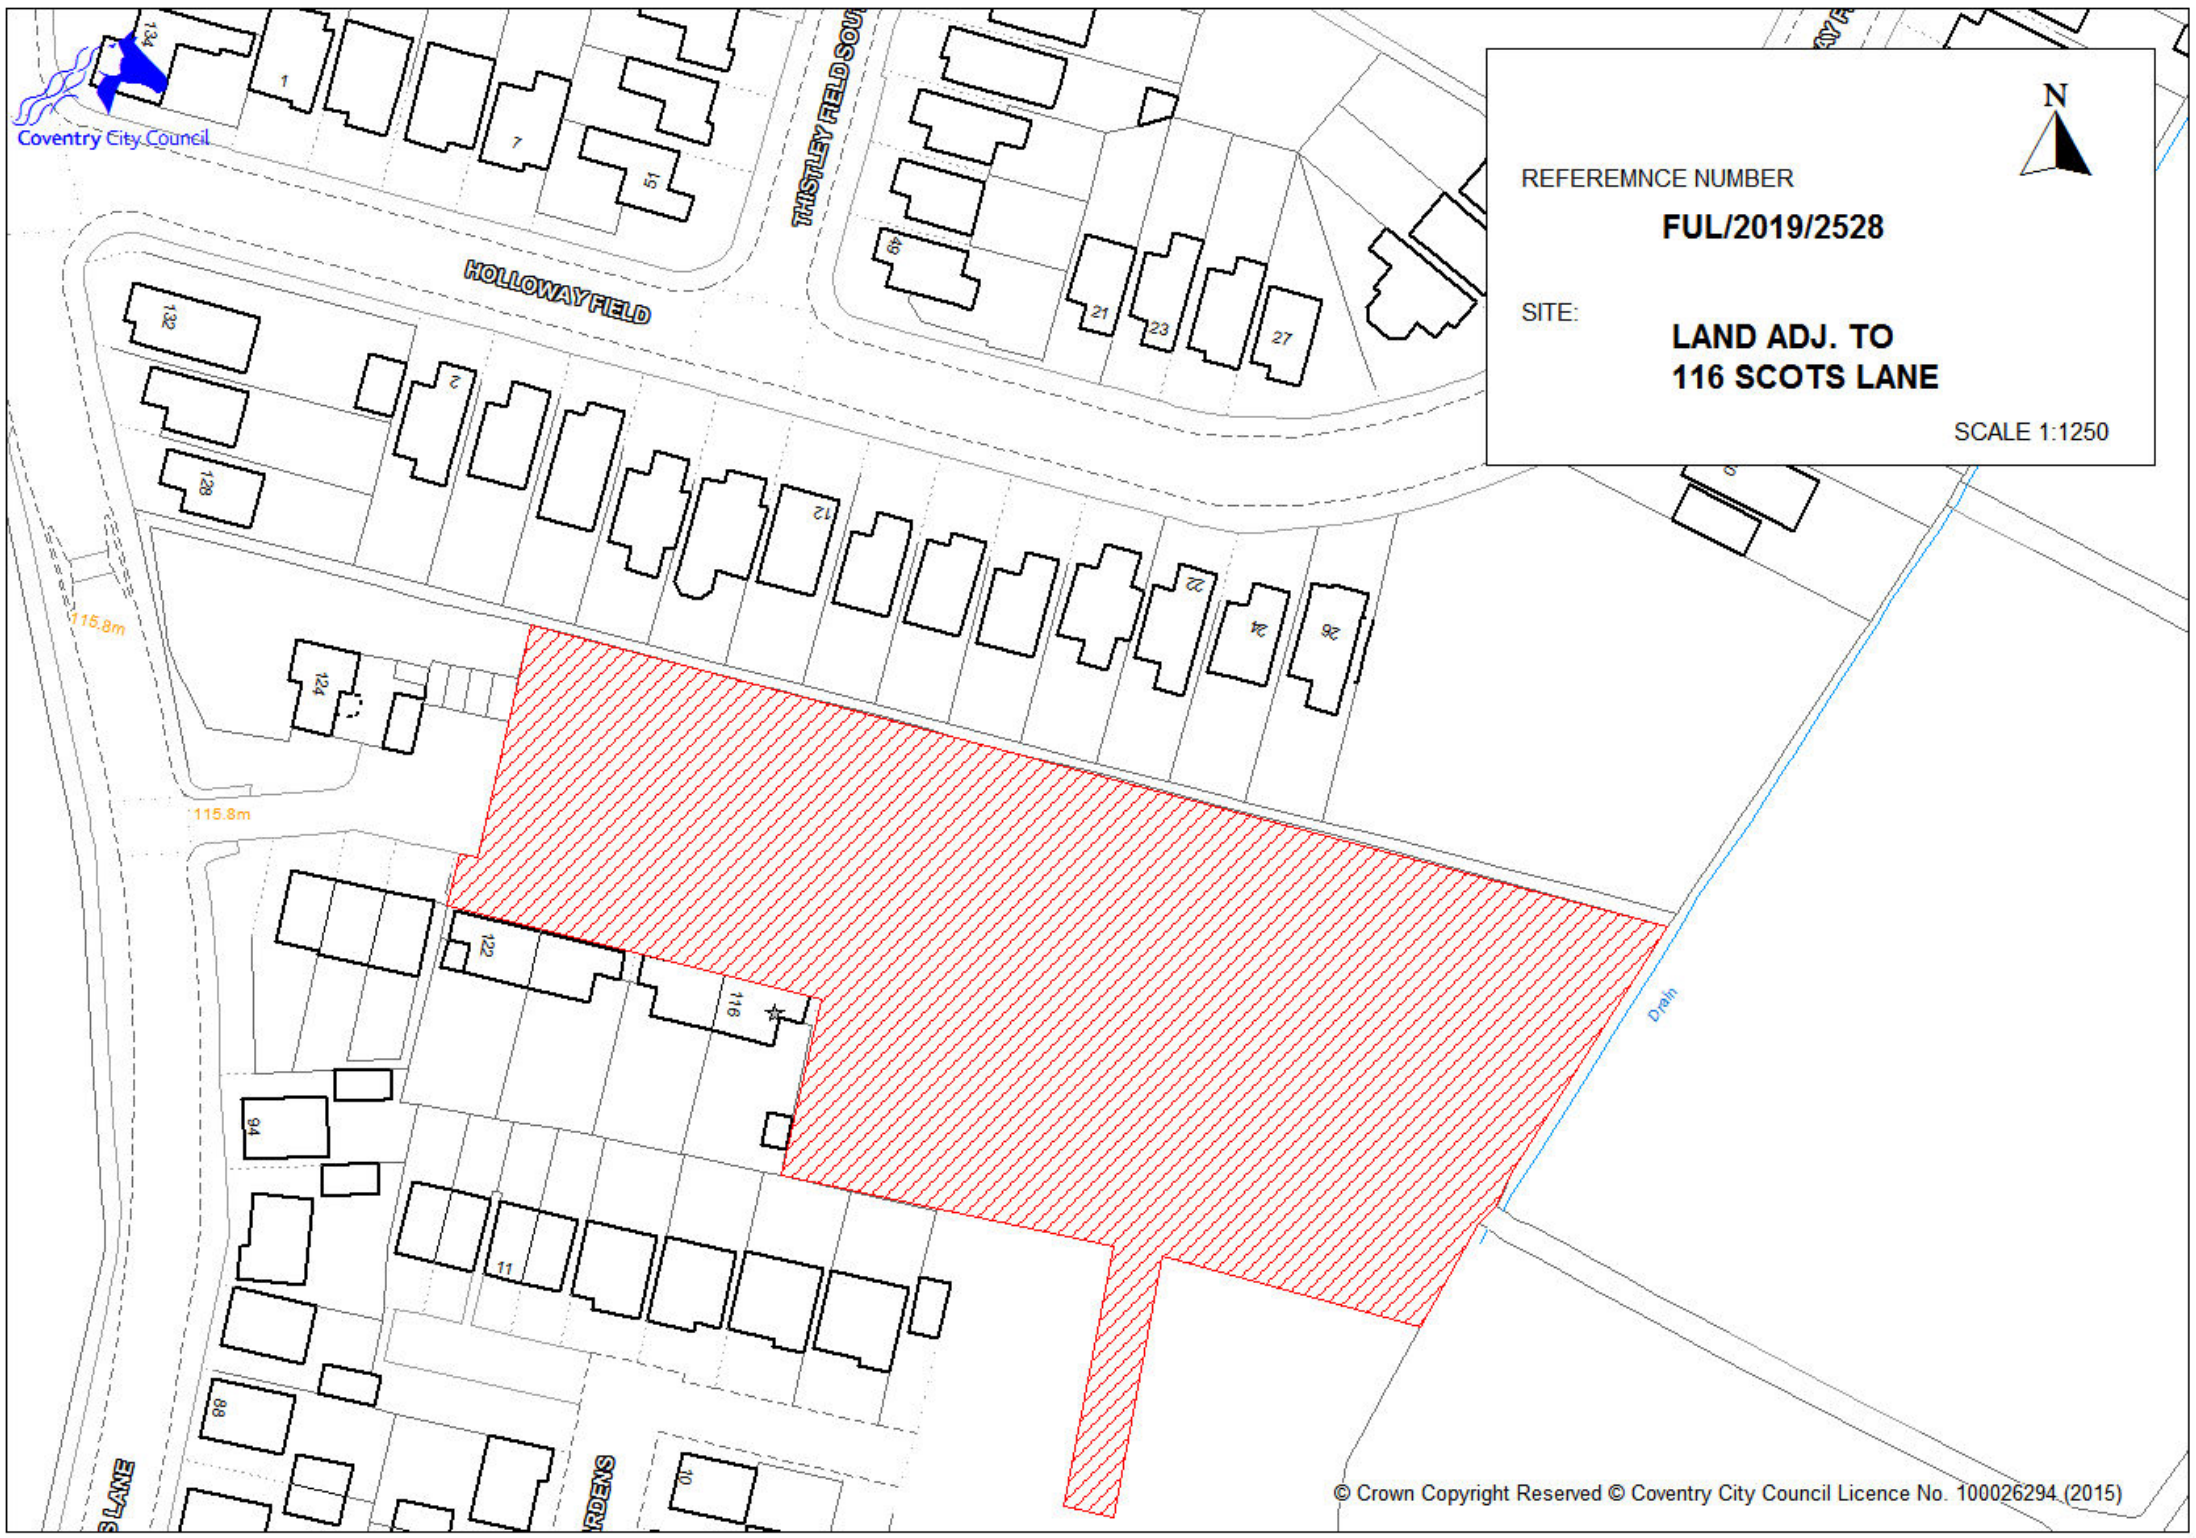 134
1
7
51
THISTLEY FIELD SOU
AY F
Coventry City Council
N
REFEREMNCE NUMBER
FUL/2019/2528
SITE:
LAND ADJ. TO
116 SCOTS LANE
SCALE 1:1250
49
21
23
27
HOLLOWAY FIELD
132
2
128
12
22
24
26
115.8m
124
115.8m
122
116
Drain
94
11
88
10
S LANE
RDENS
© Crown Copyright Reserved © Coventry City Council Licence No. 100026294 (2015)